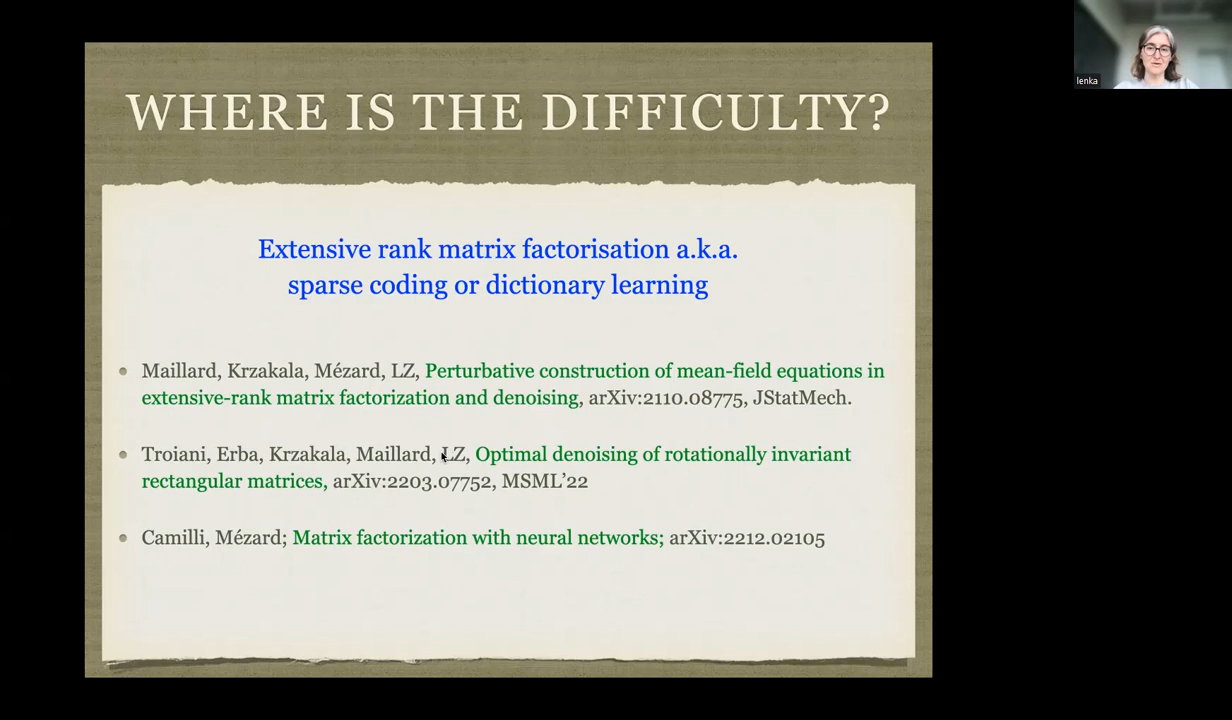 WHERE IS THE DIFFICULTY?
lenka
Extensive rank matrix factorisation a.k.a.
sparse coding or dictionary learning
• Maillard, Krzakala, Mézard, LZ, Perturbative construction of mean-field equations in
extensive-rank matrix factorization and denoising, arXiv:2110.08775, JStatMech.
• Troiani, Erba, Krzakala, Maillard, LZ, Optimal denoising of rotationally invariant
rectangular matrices, arXiv:2203.07752, MSML’22
• Camilli, Mézard; Matrix factorization with neural networks; arXiv:2212.02105